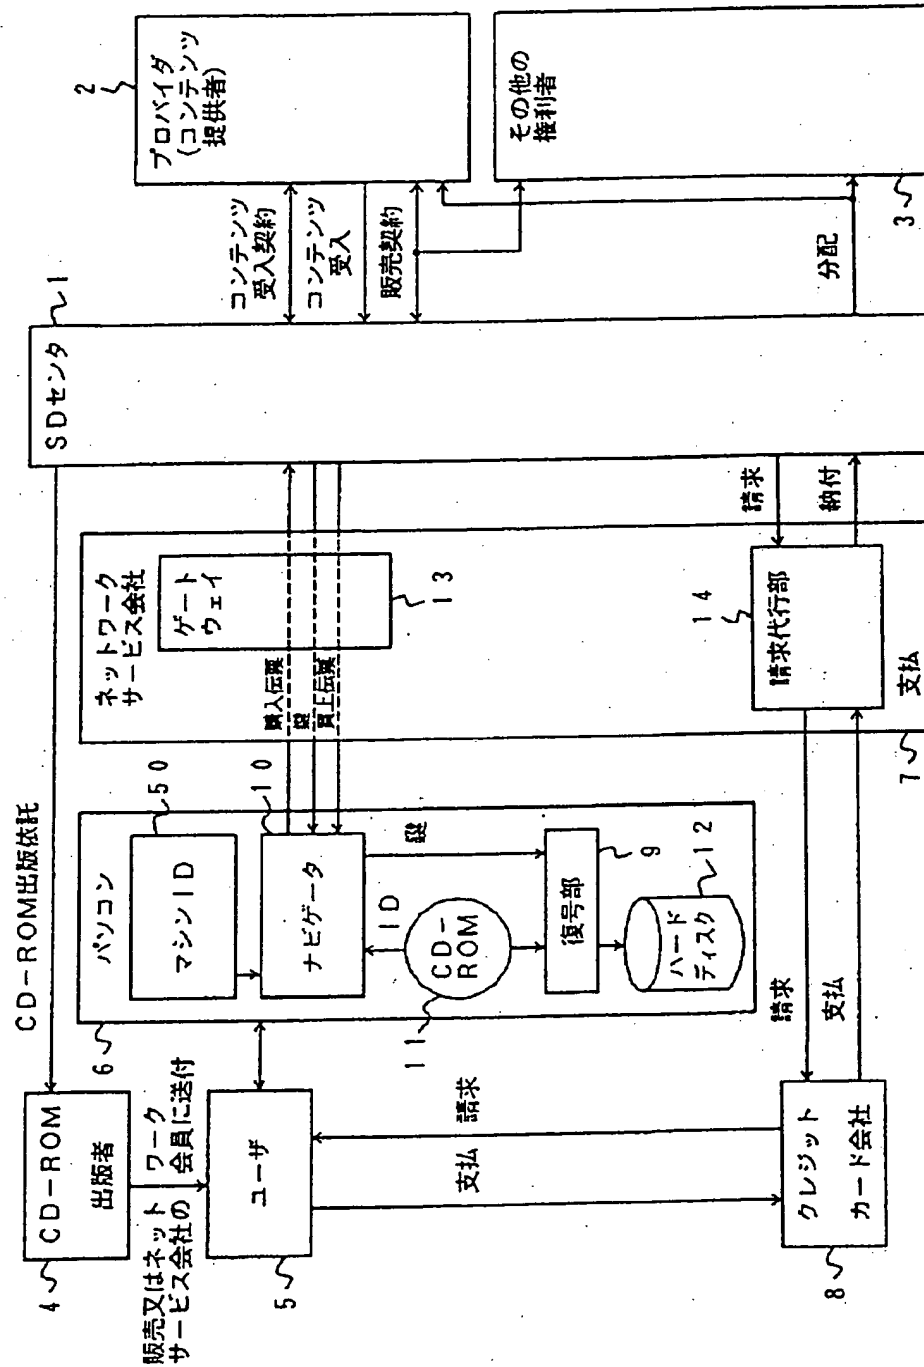 CD-ROM
出版者
4
CD-ROM出版依託
SDセンタ
1
プロバイダ
(コンテンツ
提供者)
2
コンテンツ
受入契約
コンテンツ
受入
販売契約
その他の
権利者
3
分配
販売又はネットワーク
サービス会社の会員に送付
ユーザ
5
パソコン
6
マシンID
50
ナビゲータ
10
ID
鍵
CD-
ROM
11
復号部
9
ハード
ディスク
12
ネットワーク
サービス会社
7
ゲート
ウェイ
13
購入伝票
鍵
買上伝票
請求
納付
請求代行部
14
支払
請求
支払
請求
支払
クレジット
カード会社
8